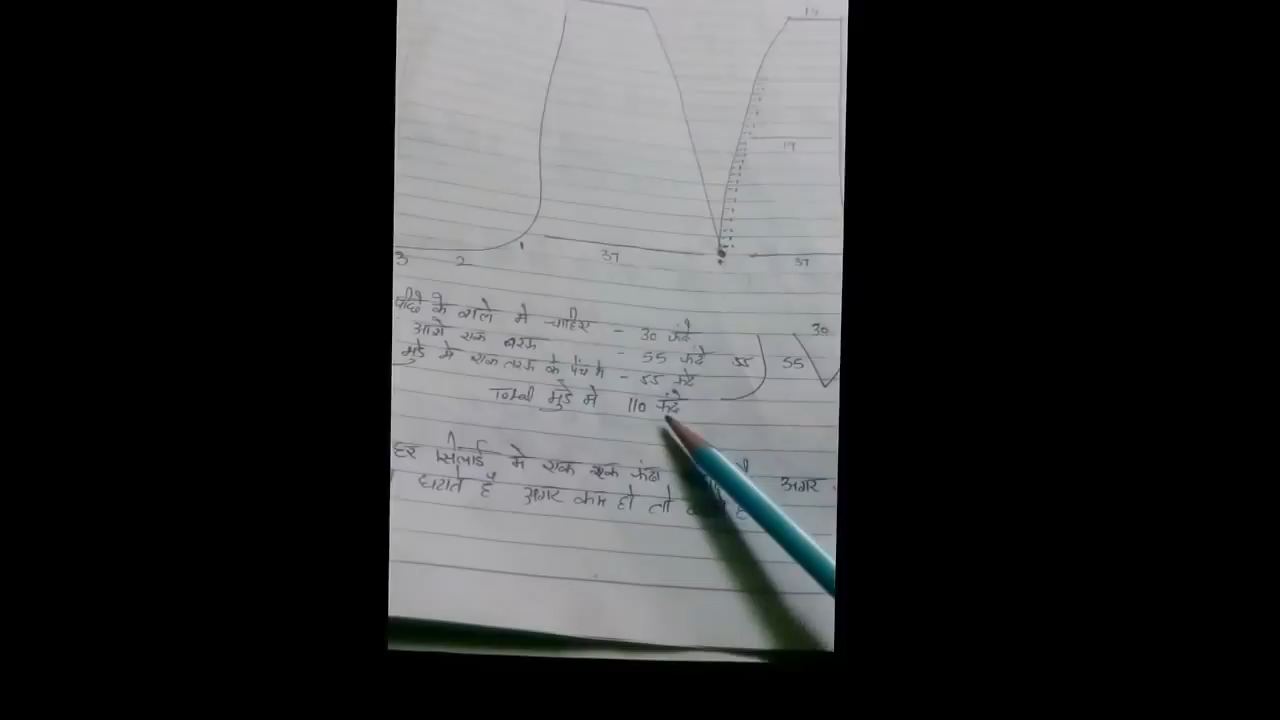 19
19
37
37
3 2 1
पीछे के गले मे चाहिए - 30 फंदे
30
आगे एक तरफ - 55 फंदे 55
55
मुडे मे एक तरफ के पैच मे - 55 फंदे
Total मुडे मे 110 फंदे
हर सिलाई मे एक एक फंदा अगर
घटाते है अगर कम हो तो है